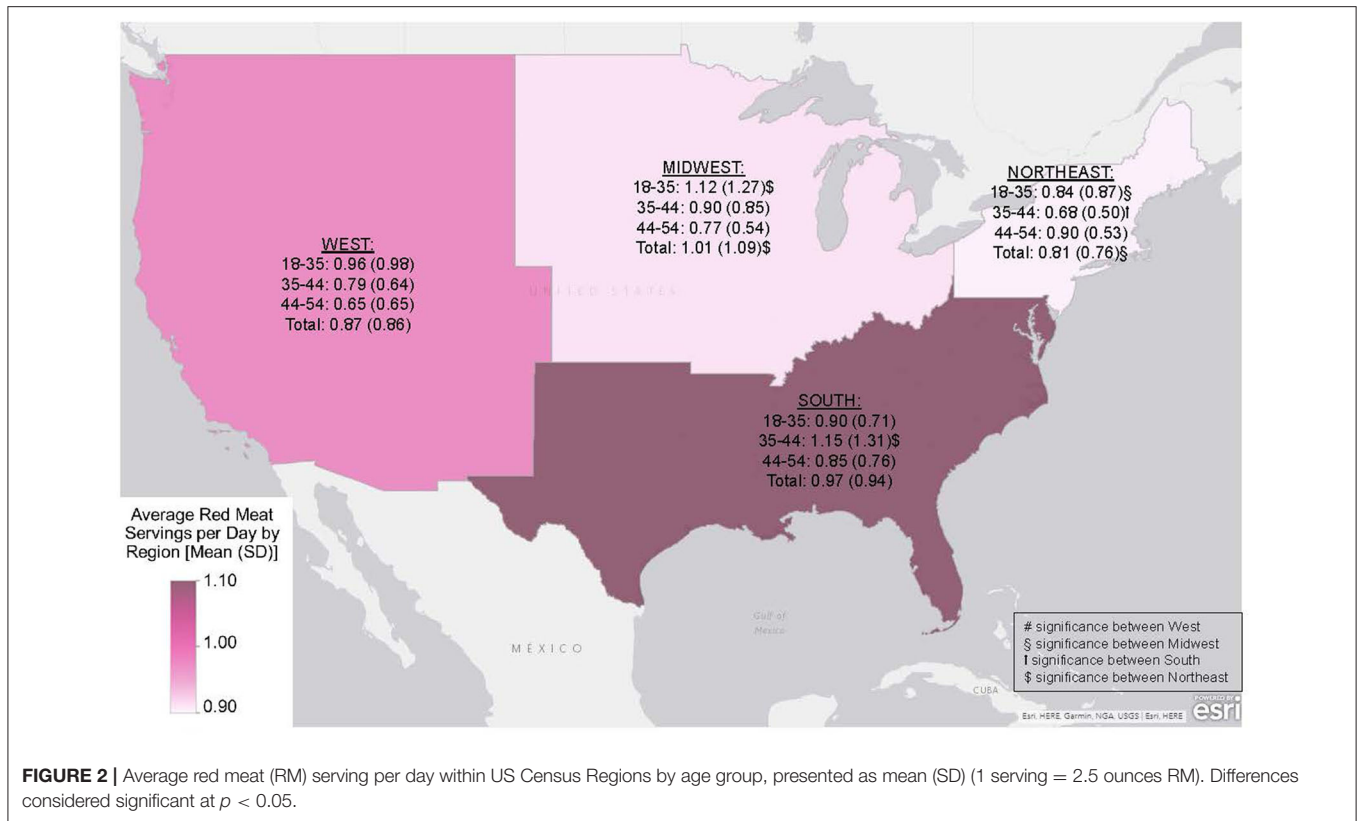 MIDWEST:
18-35: 1.12 (1.27)$
35-44: 0.90 (0.85)
44-54: 0.77 (0.54)
Total: 1.01 (1.09)$
NORTHEAST:
18-35: 0.84 (0.87)§
35-44: 0.68 (0.50)†
44-54: 0.90 (0.53)
Total: 0.81 (0.76)§
WEST:
18-35: 0.96 (0.98)
35-44: 0.79 (0.64)
44-54: 0.65 (0.65)
Total: 0.87 (0.86)
UNITED STATES
SOUTH:
18-35: 0.90 (0.71)
35-44: 1.15 (1.31)$
44-54: 0.85 (0.76)
Total: 0.97 (0.94)
Average Red Meat
Servings per Day by
Region [Mean (SD)]
1.10
1.00
0.90
Gulf of
Mexico
MÉXICO
CUBA
# significance between West
§ significance between Midwest
† significance between South
$ significance between Northeast
POWERED BY
esri
Esri, HERE, Garmin, NGA, USGS | Esri, HERE
FIGURE 2 | Average red meat (RM) serving per day within US Census Regions by age group, presented as mean (SD) (1 serving = 2.5 ounces RM). Differences
considered significant at p < 0.05.